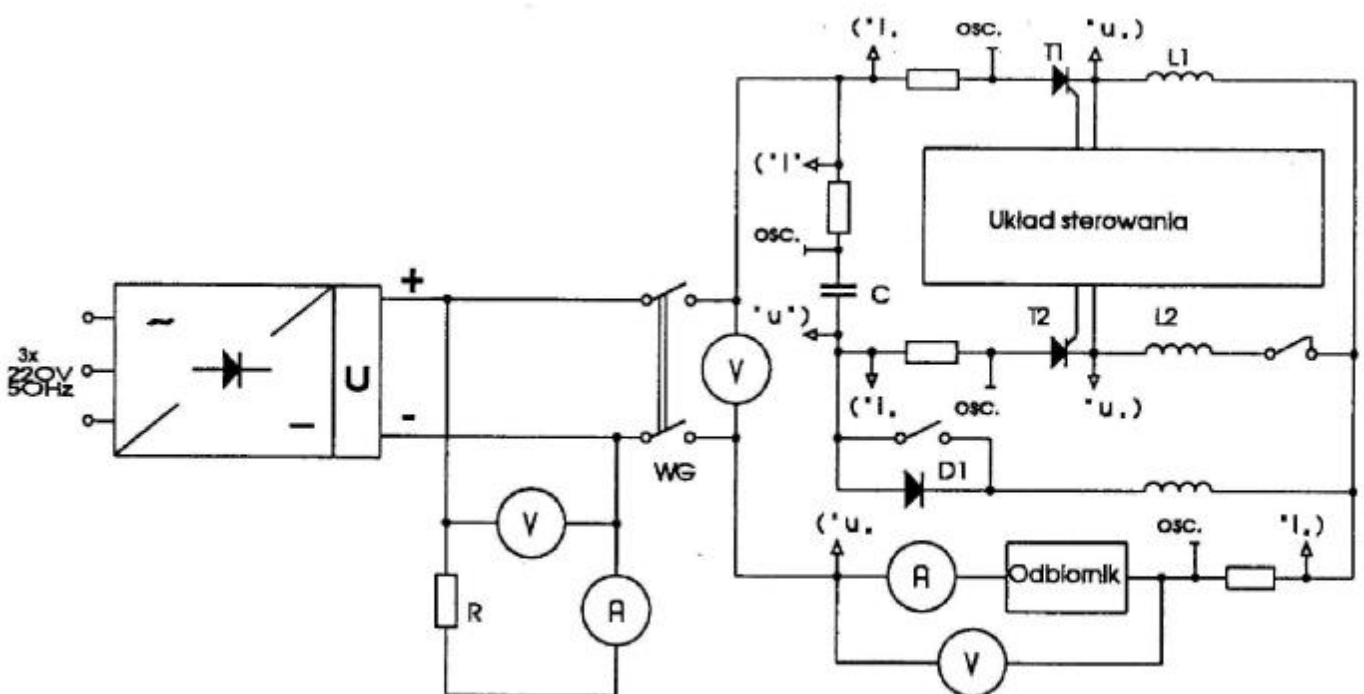 ("i. osc. T1 "u.) L1
("i"
Układ sterowania
osc.
+
C
~
"u") T2 L2
3x
220V
50Hz
U
V
("i. osc. "u.)
-
WG
D1
V
("u. osc. "i.)
R
A
A
Odbiornik
V